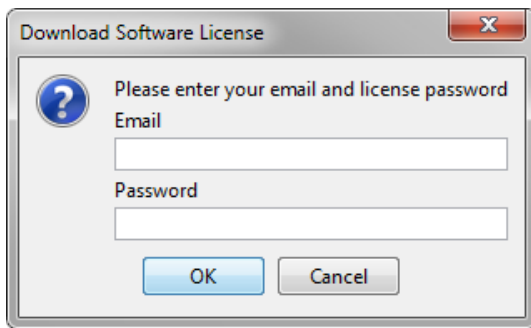 Download Software License
Please enter your email and license password
Email
Password
OK
Cancel